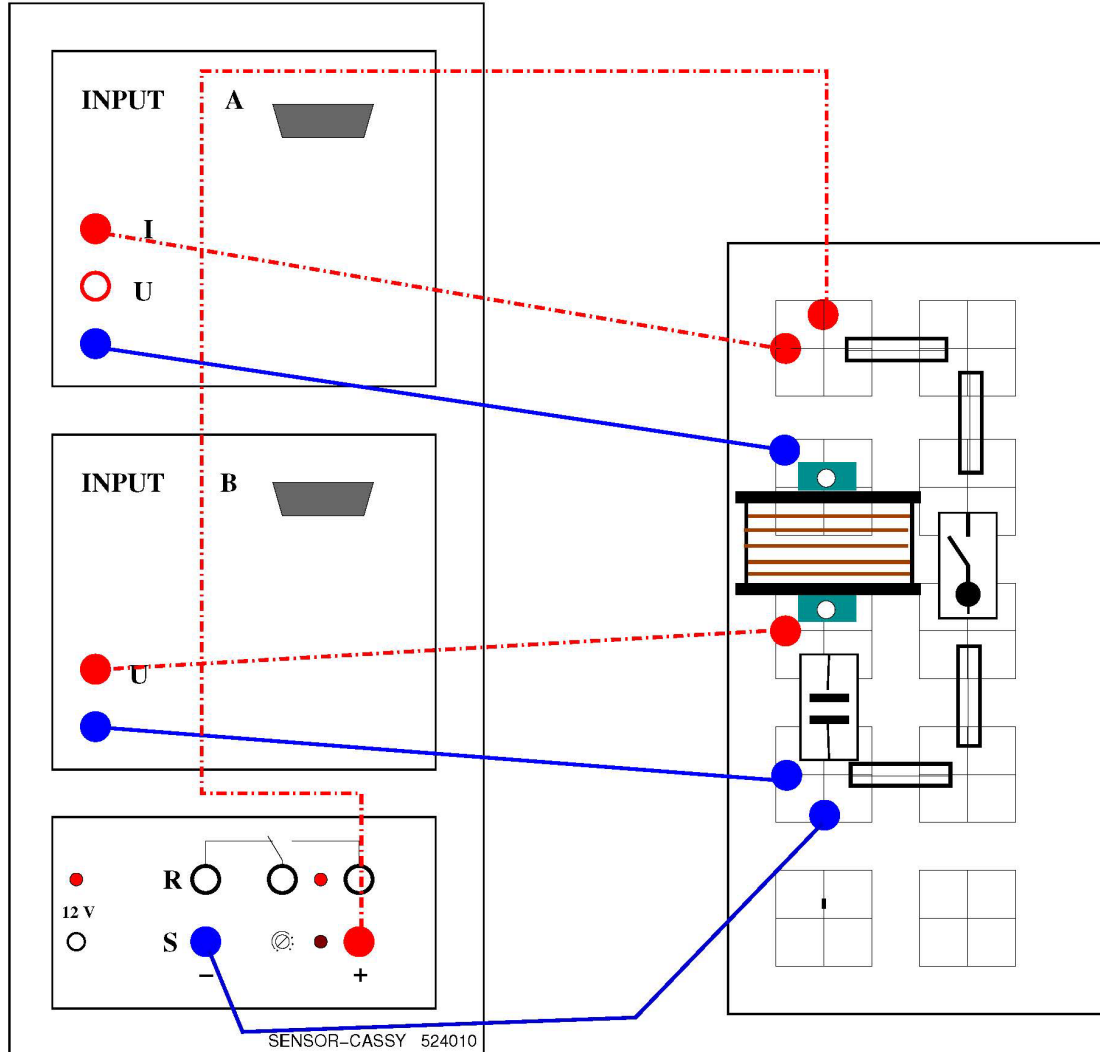 INPUT A
I
U
INPUT B
U
R
12 V
S
− +
SENSOR−CASSY 524010